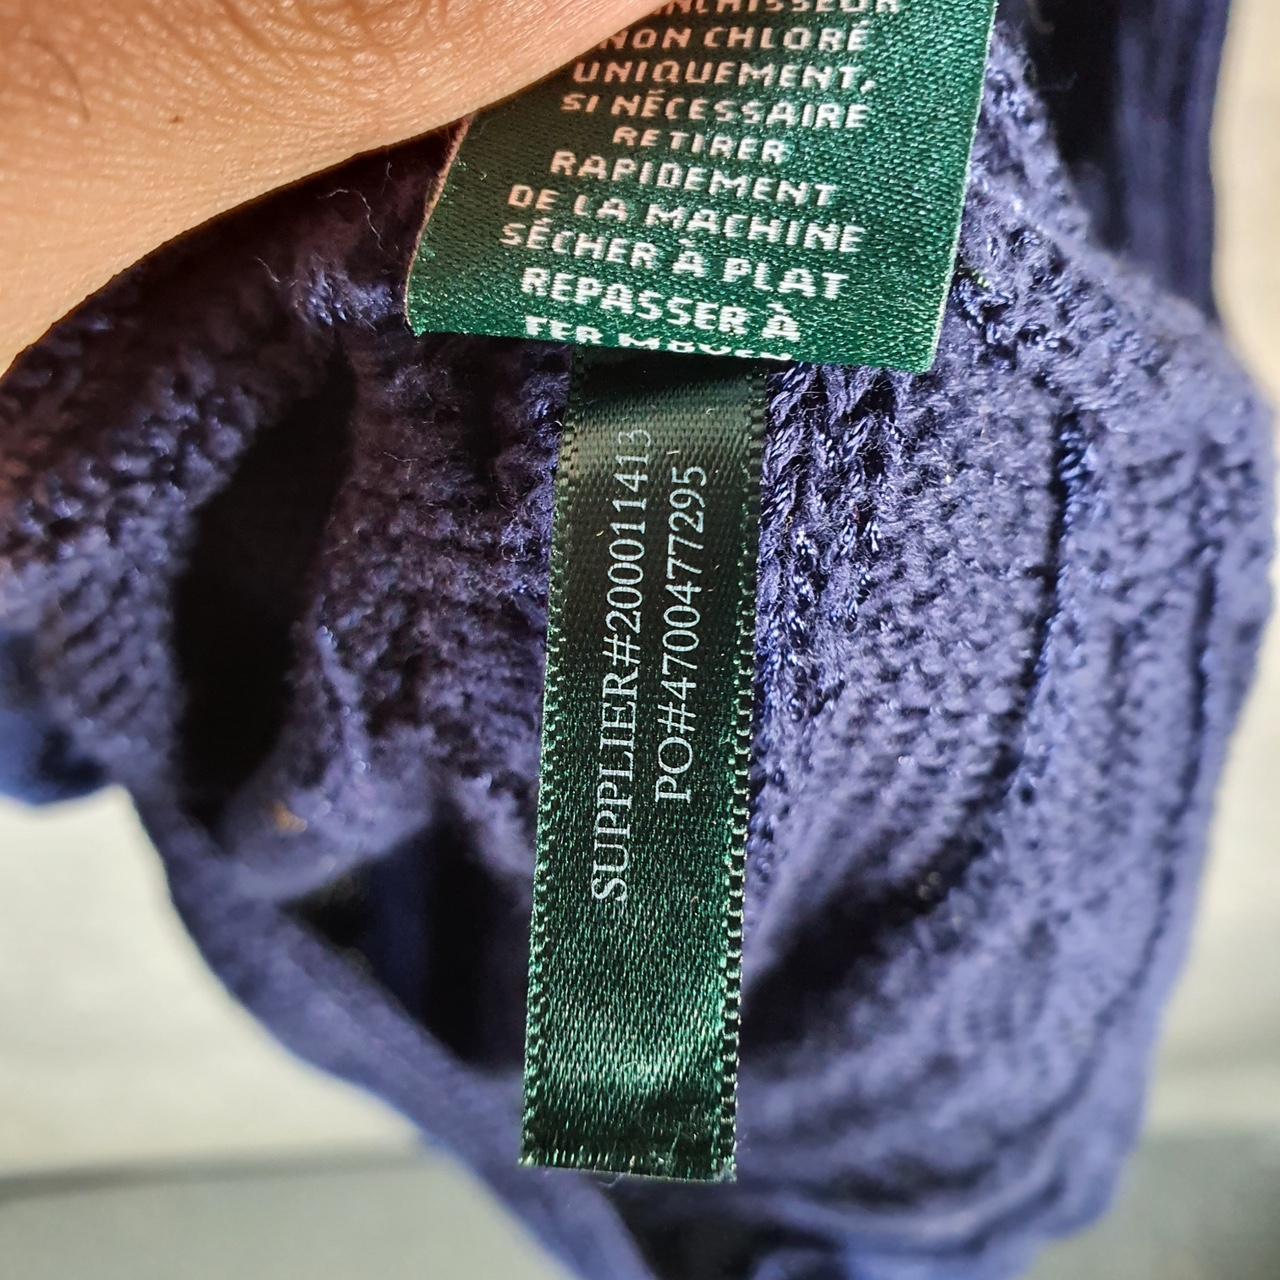 NON CHLORÉ
UNIQUEMENT,
SI NÉCESSAIRE
RETIRER
RAPIDEMENT
DE LA MACHINE
SÉCHER À PLAT
REPASSER À
SUPPLIER#200011413
PO#4700477295